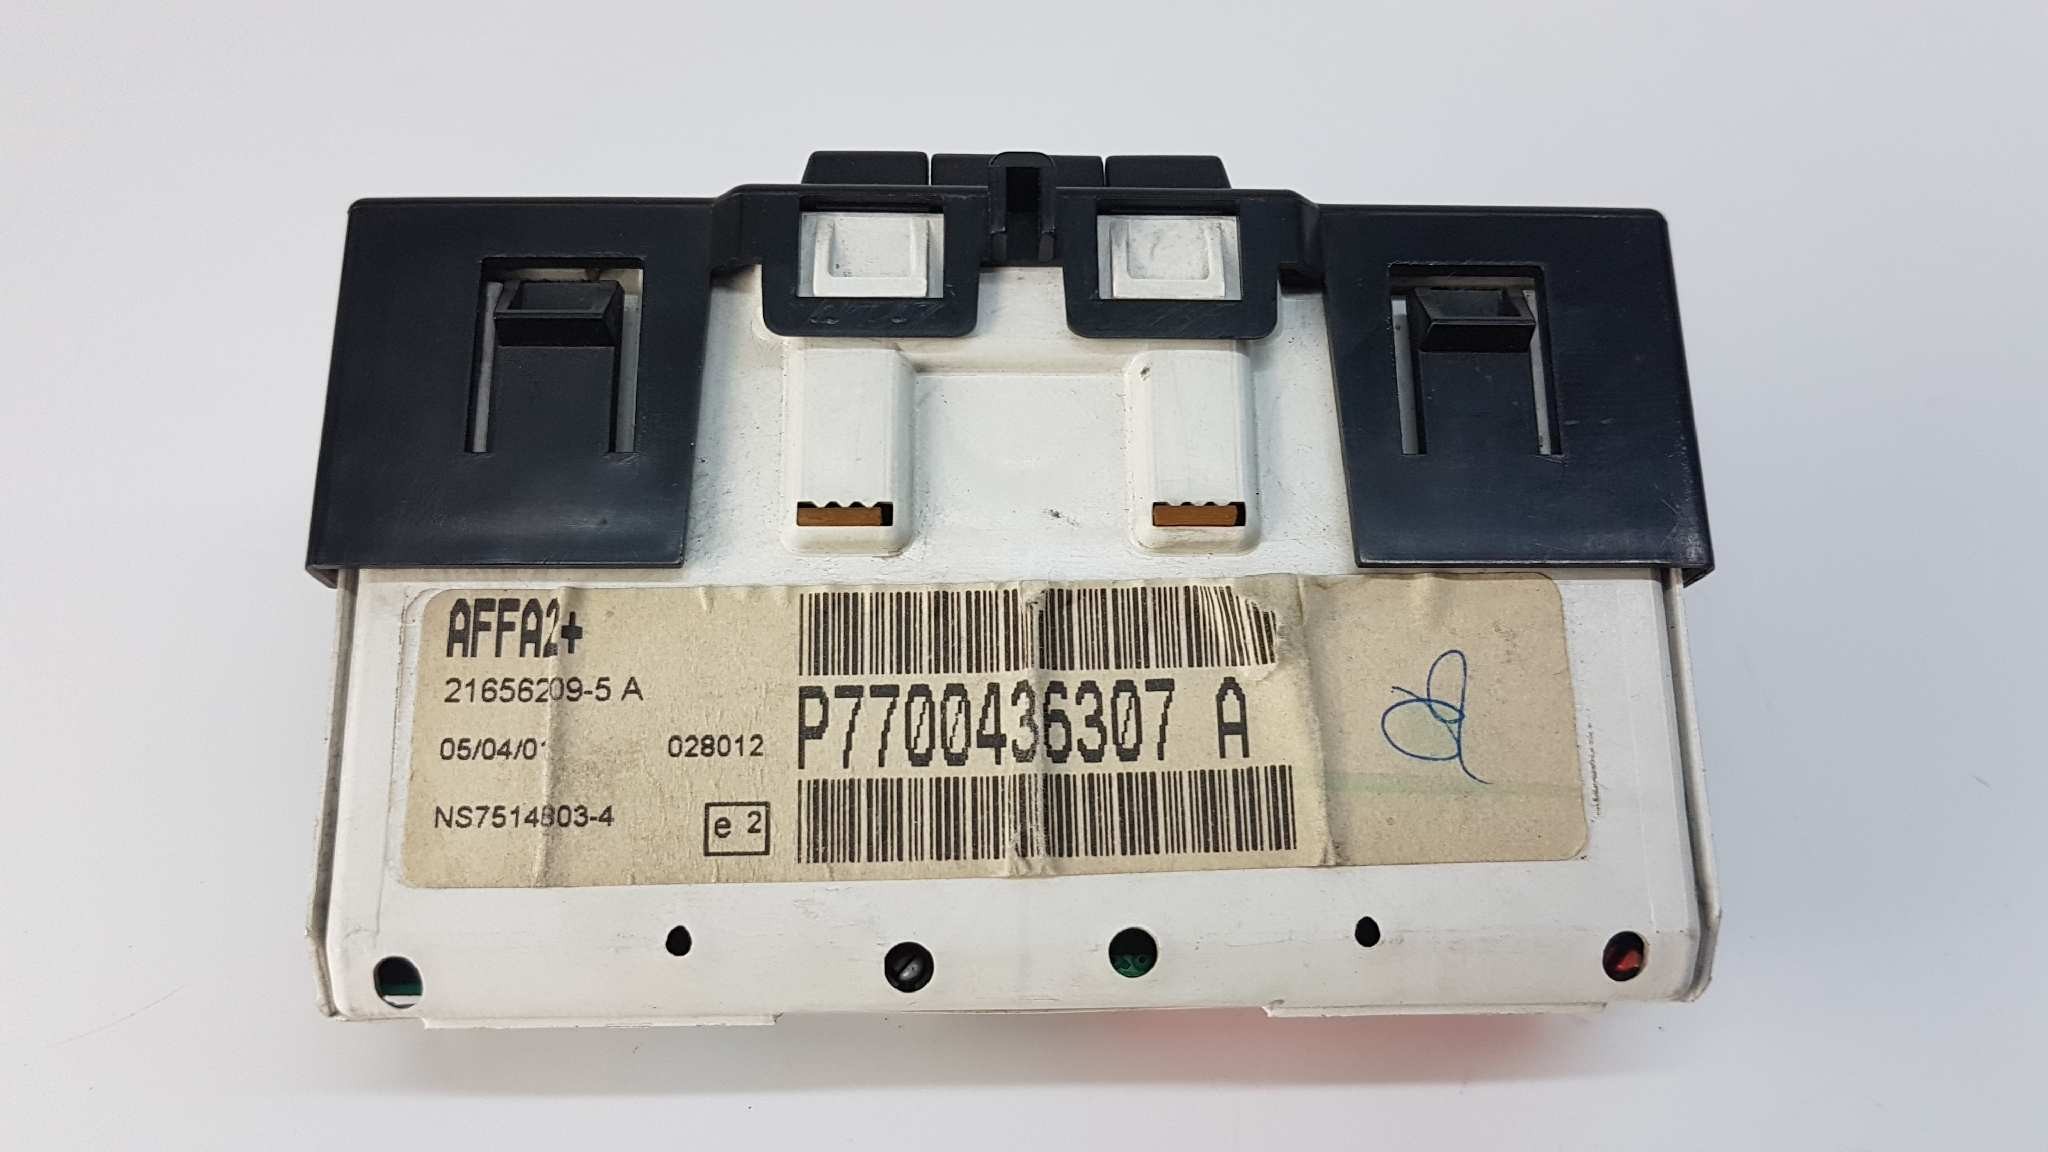 AFFA2+
21656209-5 A
05/04/01 028012
NS7514803-4
e 2
P7700436307 A